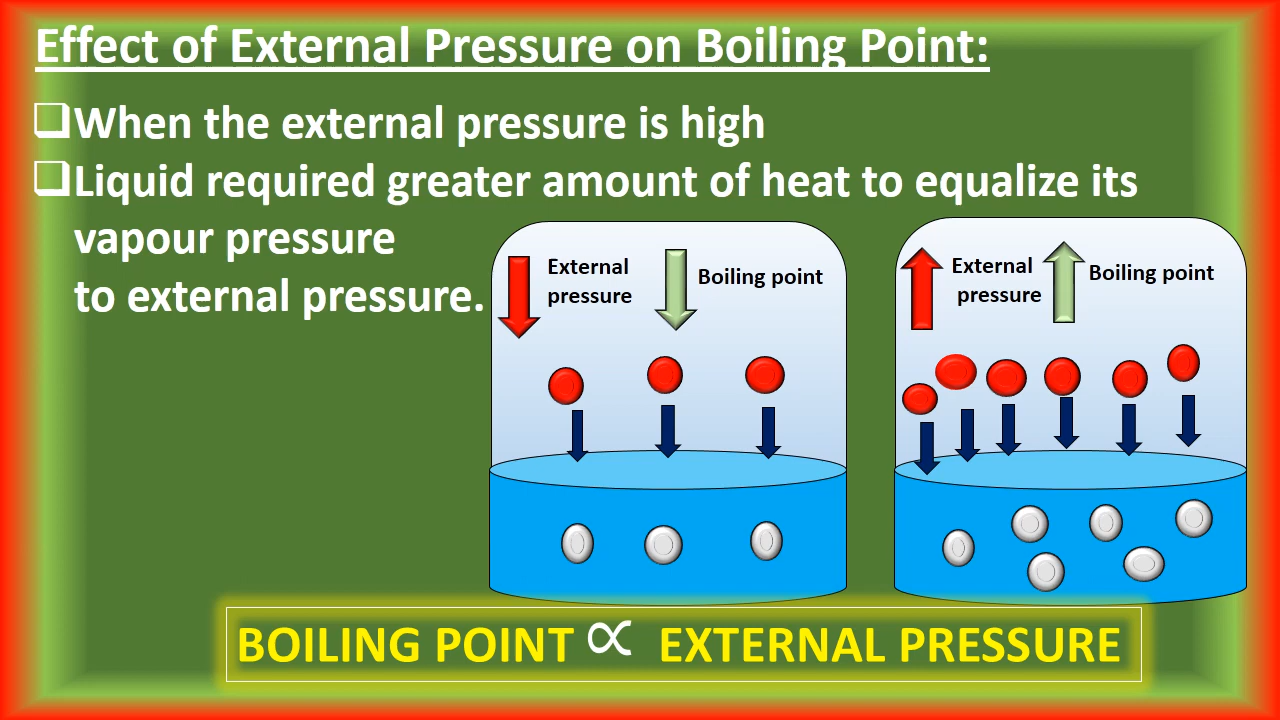 Effect of External Pressure on Boiling Point:
❑When the external pressure is high
❑Liquid required greater amount of heat to equalize its
vapour pressure
to external pressure.
External
pressure
Boiling point
External
pressure
Boiling point
BOILING POINT ∝ EXTERNAL PRESSURE